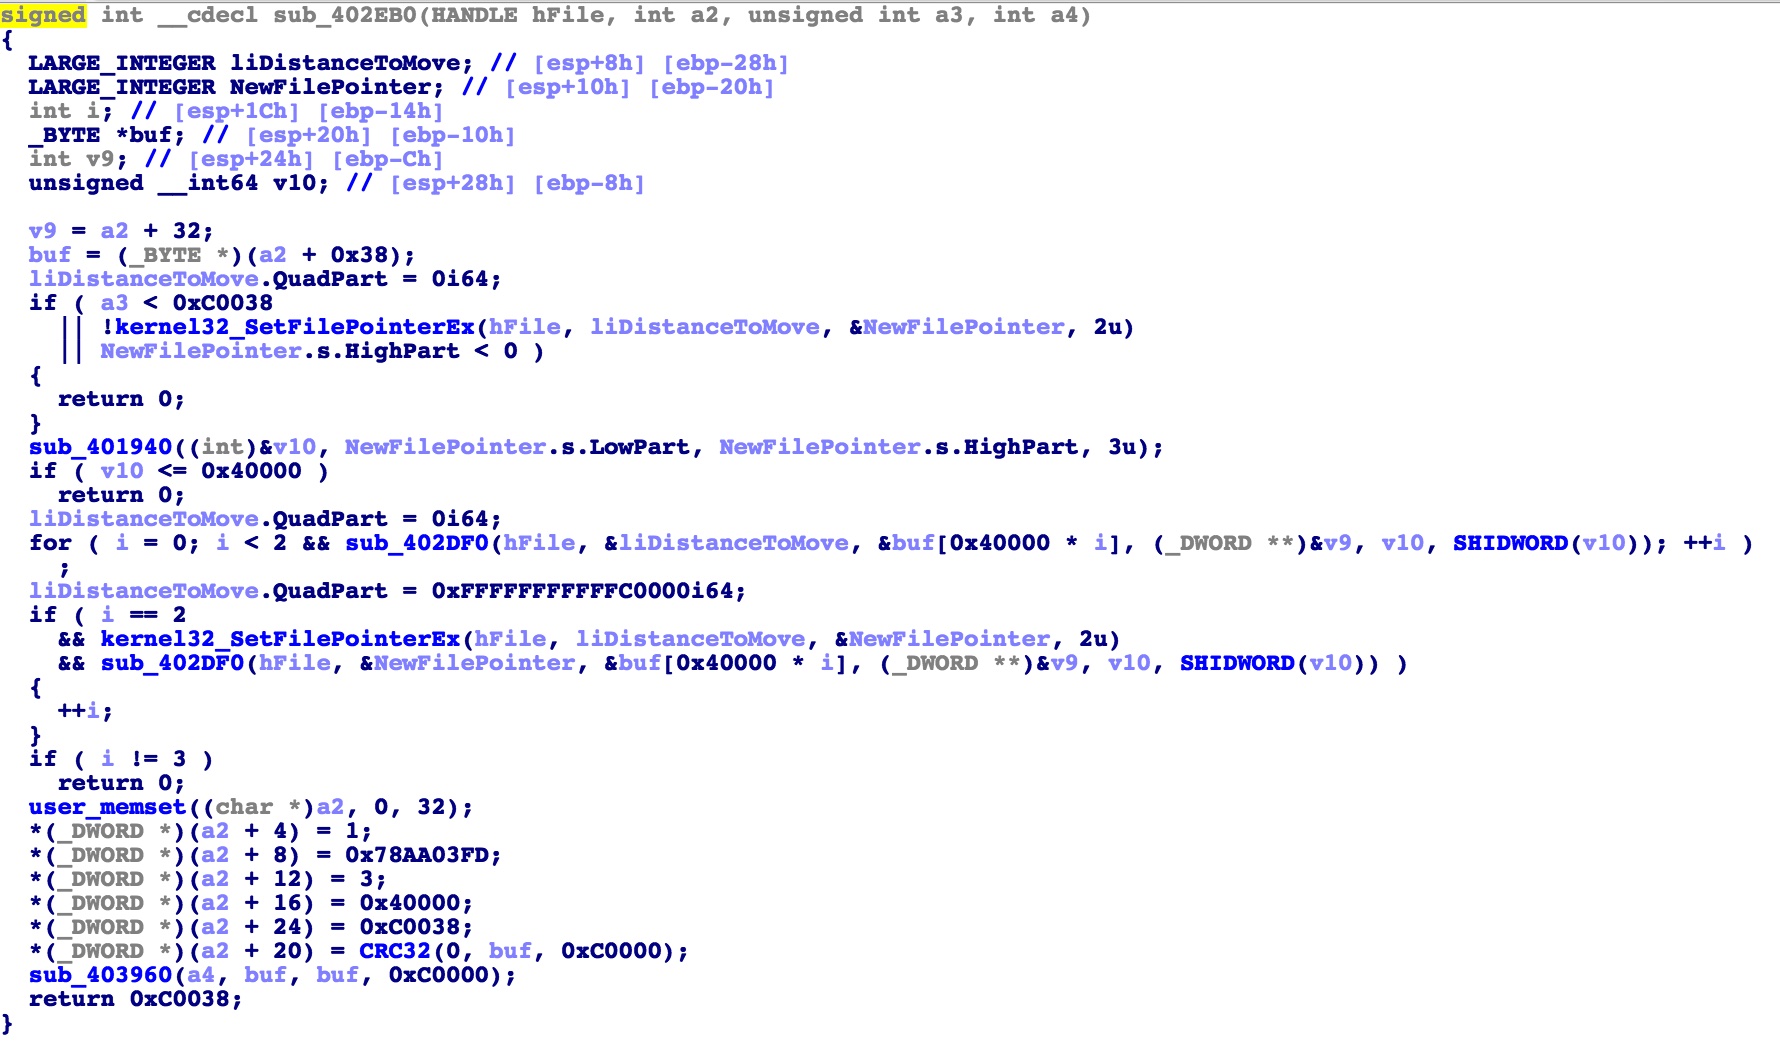 signed int __cdecl sub_402EB0(HANDLE hFile, int a2, unsigned int a3, int a4)
{
  LARGE_INTEGER liDistanceToMove; // [esp+8h] [ebp-28h]
  LARGE_INTEGER NewFilePointer; // [esp+10h] [ebp-20h]
  int i; // [esp+1Ch] [ebp-14h]
  _BYTE *buf; // [esp+20h] [ebp-10h]
  int v9; // [esp+24h] [ebp-Ch]
  unsigned __int64 v10; // [esp+28h] [ebp-8h]

  v9 = a2 + 32;
  buf = (_BYTE *)(a2 + 0x38);
  liDistanceToMove.QuadPart = 0i64;
  if ( a3 < 0xC0038
    || !kernel32_SetFilePointerEx(hFile, liDistanceToMove, &NewFilePointer, 2u)
    || NewFilePointer.s.HighPart < 0 )
  {
    return 0;
  }
  sub_401940((int)&v10, NewFilePointer.s.LowPart, NewFilePointer.s.HighPart, 3u);
  if ( v10 <= 0x40000 )
    return 0;
  liDistanceToMove.QuadPart = 0i64;
  for ( i = 0; i < 2 && sub_402DF0(hFile, &liDistanceToMove, &buf[0x40000 * i], (_DWORD **)&v9, v10, SHIDWORD(v10)); ++i )
    ;
  liDistanceToMove.QuadPart = 0xFFFFFFFFFFFC0000i64;
  if ( i == 2
    && kernel32_SetFilePointerEx(hFile, liDistanceToMove, &NewFilePointer, 2u)
    && sub_402DF0(hFile, &NewFilePointer, &buf[0x40000 * i], (_DWORD **)&v9, v10, SHIDWORD(v10)) )
  {
    ++i;
  }
  if ( i != 3 )
    return 0;
  user_memset((char *)a2, 0, 32);
  *(_DWORD *)(a2 + 4) = 1;
  *(_DWORD *)(a2 + 8) = 0x78AA03FD;
  *(_DWORD *)(a2 + 12) = 3;
  *(_DWORD *)(a2 + 16) = 0x40000;
  *(_DWORD *)(a2 + 24) = 0xC0038;
  *(_DWORD *)(a2 + 20) = CRC32(0, buf, 0xC0000);
  sub_403960(a4, buf, buf, 0xC0000);
  return 0xC0038;
}